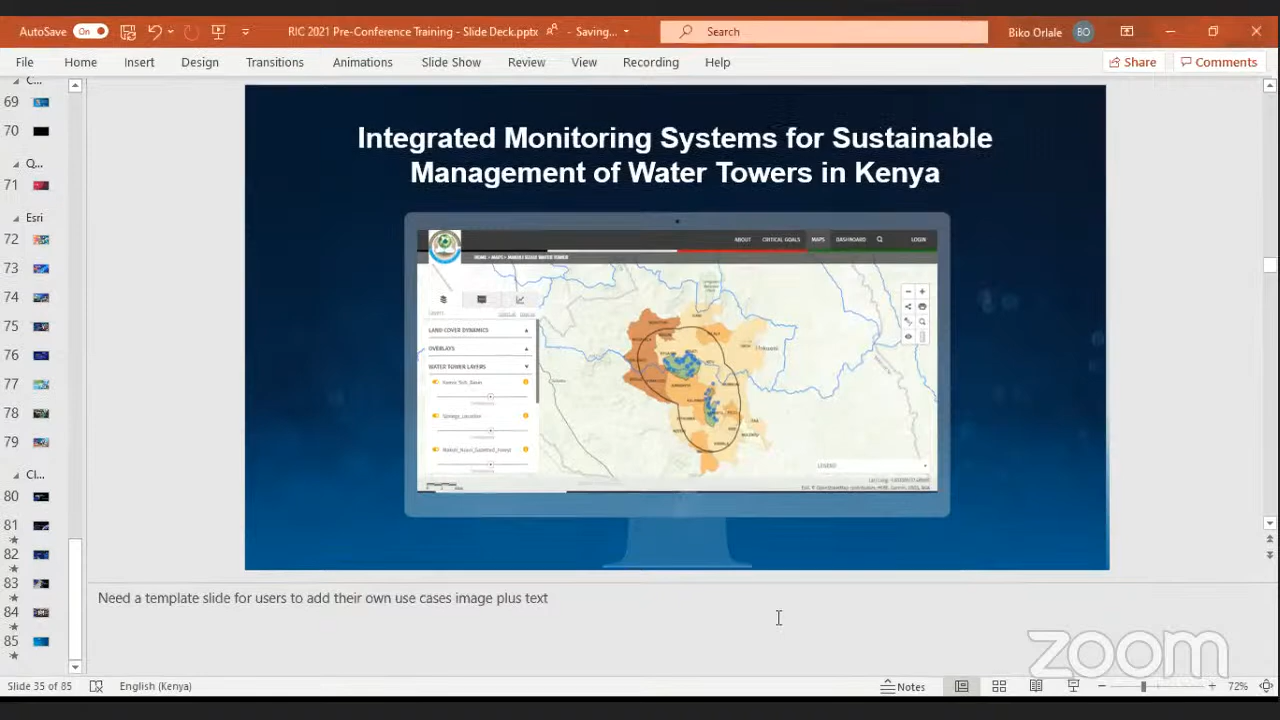 AutoSave On RIC 2021 Pre-Conference Training - Slide Deck.pptx - Saving... Search Biko Orlale BO
File Home Insert Design Transitions Animations Slide Show Review View Recording Help Share Comments
69
70
Q...
71
Esri
72
73
74
75
76
77
78
79
Cl...
80
81
82
83
84
85
Integrated Monitoring Systems for Sustainable
Management of Water Towers in Kenya
ABOUT CRITICAL GOALS MAPS DASHBOARD LOGIN
LAND COVER DYNAMICS
OVERLAYS
WATER TOWER LAYERS
LEGEND
Need a template slide for users to add their own use cases image plus text
zoom
Slide 35 of 85 English (Kenya) Notes 72%